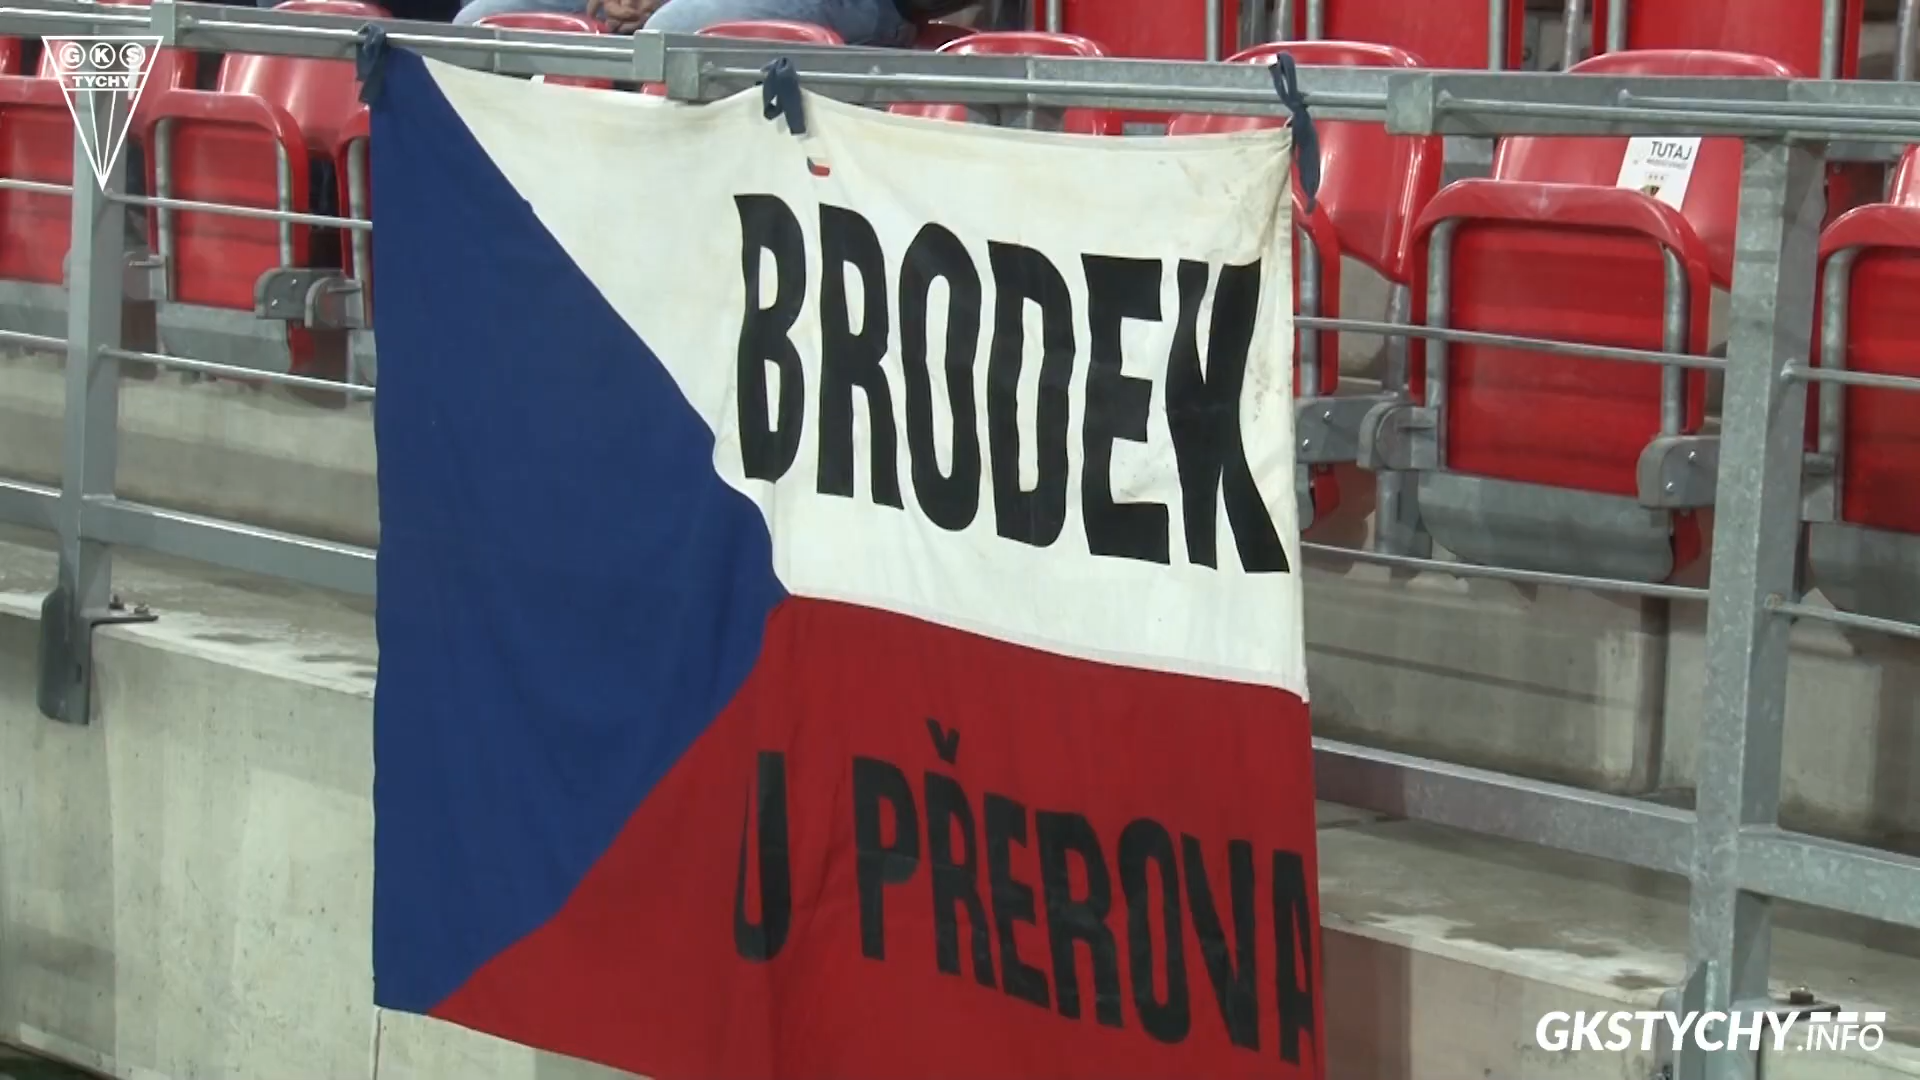 GKS
TYCHY
TUTAJ
BRODEK
U PŘEROVA
GKSTYCHY.INFO